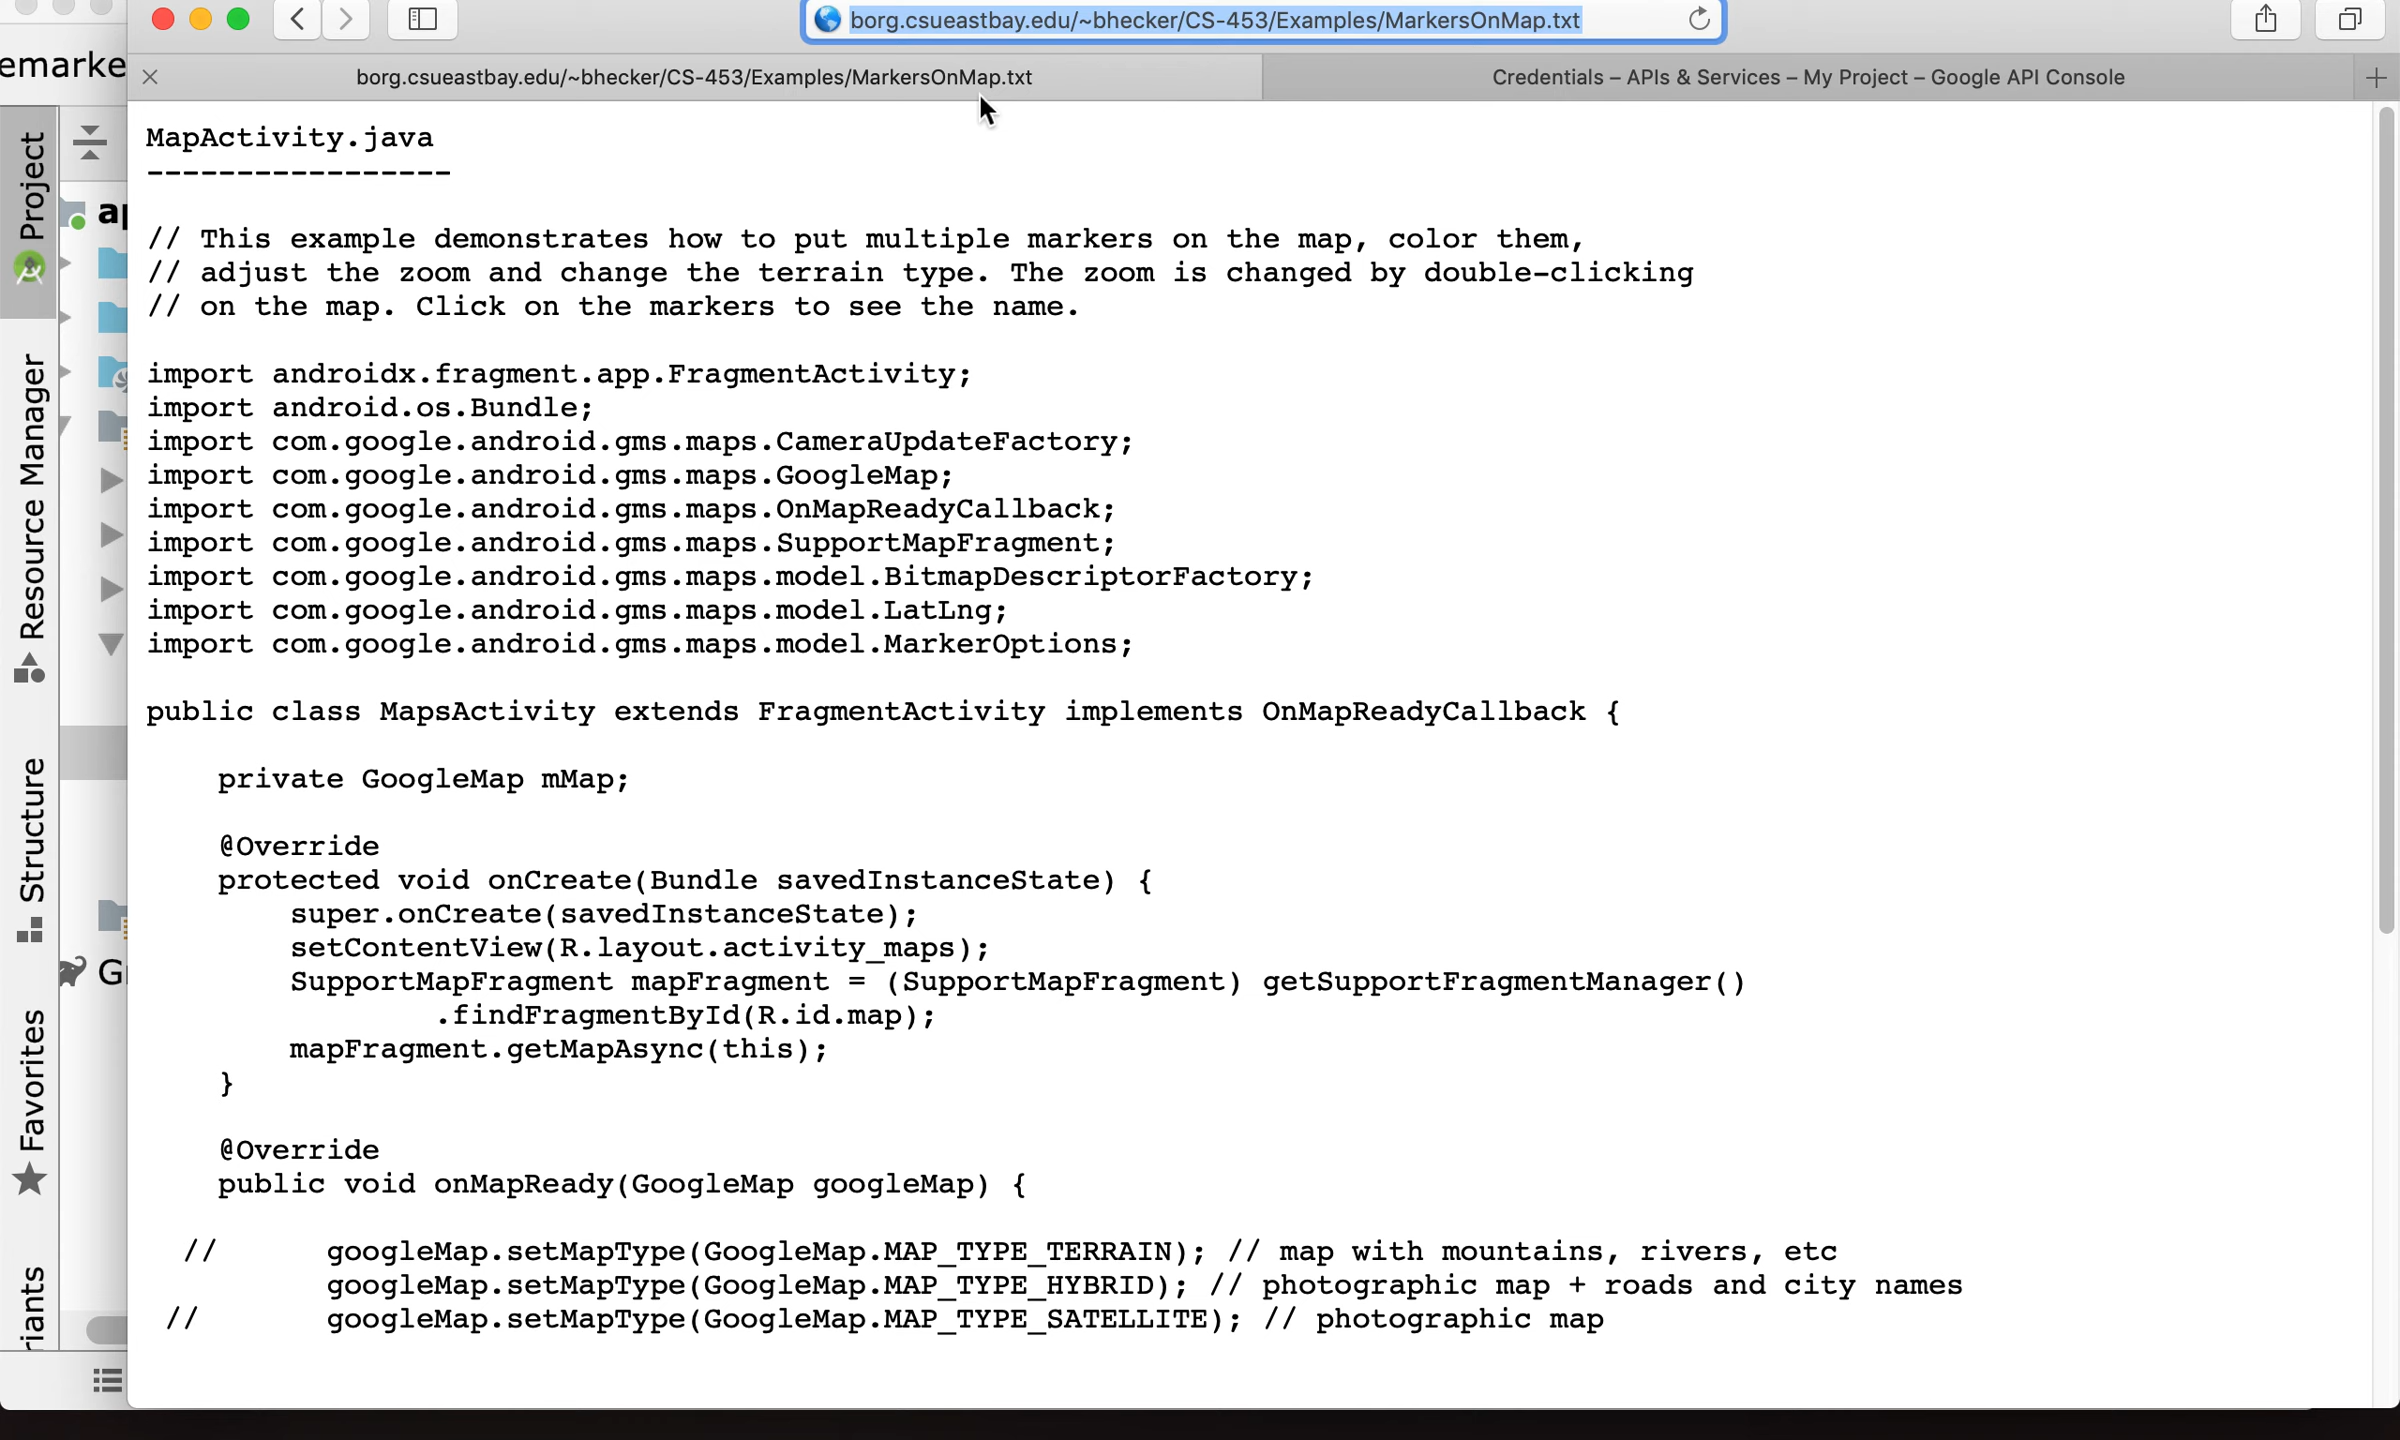 borg.csueastbay.edu/~bhecker/CS-453/Examples/MarkersOnMap.txt
emarke
borg.csueastbay.edu/~bhecker/CS-453/Examples/MarkersOnMap.txt
Credentials – APIs & Services – My Project – Google API Console
Project
Resource Manager
Structure
Favorites
riants
ap
Gr
MapActivity.java
-----------------
// This example demonstrates how to put multiple markers on the map, color them,
// adjust the zoom and change the terrain type. The zoom is changed by double-clicking
// on the map. Click on the markers to see the name.
import androidx.fragment.app.FragmentActivity;
import android.os.Bundle;
import com.google.android.gms.maps.CameraUpdateFactory;
import com.google.android.gms.maps.GoogleMap;
import com.google.android.gms.maps.OnMapReadyCallback;
import com.google.android.gms.maps.SupportMapFragment;
import com.google.android.gms.maps.model.BitmapDescriptorFactory;
import com.google.android.gms.maps.model.LatLng;
import com.google.android.gms.maps.model.MarkerOptions;
public class MapsActivity extends FragmentActivity implements OnMapReadyCallback {
private GoogleMap mMap;
@Override
protected void onCreate(Bundle savedInstanceState) {
super.onCreate(savedInstanceState);
setContentView(R.layout.activity_maps);
SupportMapFragment mapFragment = (SupportMapFragment) getSupportFragmentManager()
.findFragmentById(R.id.map);
mapFragment.getMapAsync(this);
}
@Override
public void onMapReady(GoogleMap googleMap) {
// googleMap.setMapType(GoogleMap.MAP_TYPE_TERRAIN); // map with mountains, rivers, etc
googleMap.setMapType(GoogleMap.MAP_TYPE_HYBRID); // photographic map + roads and city names
// googleMap.setMapType(GoogleMap.MAP_TYPE_SATELLITE); // photographic map